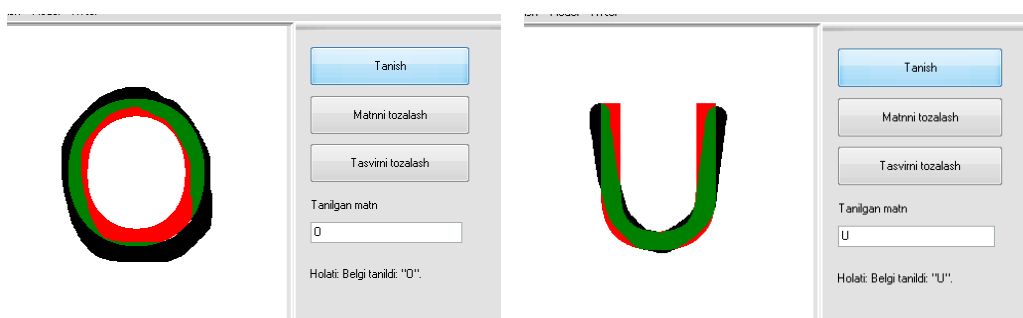 Tanish
Matnni tozalash
Tasvirni tozalash
Tanilgan matn
O
Holati: Belgi tanildi: "O".
Tanish
Matnni tozalash
Tasvirni tozalash
Tanilgan matn
U
Holati: Belgi tanildi: "U".